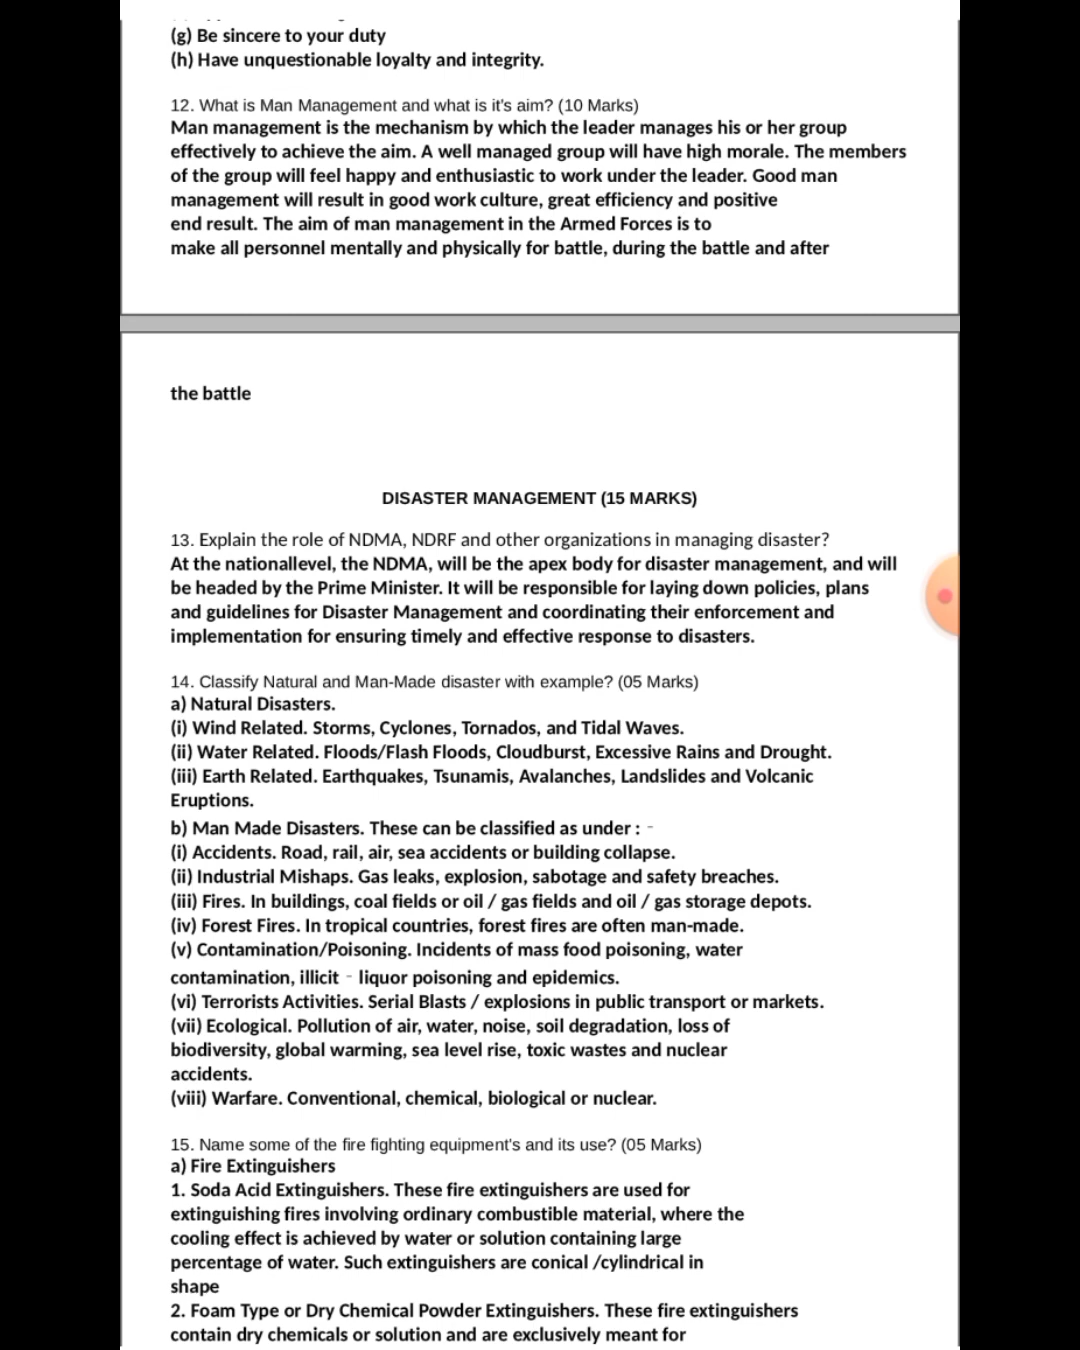 (g) Be sincere to your duty
(h) Have unquestionable loyalty and integrity.
12. What is Man Management and what is it's aim? (10 Marks)
Man management is the mechanism by which the leader manages his or her group
effectively to achieve the aim. A well managed group will have high morale. The members
of the group will feel happy and enthusiastic to work under the leader. Good man
management will result in good work culture, great efficiency and positive
end result. The aim of man management in the Armed Forces is to
make all personnel mentally and physically for battle, during the battle and after
the battle
DISASTER MANAGEMENT (15 MARKS)
13. Explain the role of NDMA, NDRF and other organizations in managing disaster?
At the nationallevel, the NDMA, will be the apex body for disaster management, and will
be headed by the Prime Minister. It will be responsible for laying down policies, plans
and guidelines for Disaster Management and coordinating their enforcement and
implementation for ensuring timely and effective response to disasters.
14. Classify Natural and Man-Made disaster with example? (05 Marks)
a) Natural Disasters.
(i) Wind Related. Storms, Cyclones, Tornados, and Tidal Waves.
(ii) Water Related. Floods/Flash Floods, Cloudburst, Excessive Rains and Drought.
(iii) Earth Related. Earthquakes, Tsunamis, Avalanches, Landslides and Volcanic
Eruptions.
b) Man Made Disasters. These can be classified as under : -
(i) Accidents. Road, rail, air, sea accidents or building collapse.
(ii) Industrial Mishaps. Gas leaks, explosion, sabotage and safety breaches.
(iii) Fires. In buildings, coal fields or oil / gas fields and oil / gas storage depots.
(iv) Forest Fires. In tropical countries, forest fires are often man-made.
(v) Contamination/Poisoning. Incidents of mass food poisoning, water
contamination, illicit - liquor poisoning and epidemics.
(vi) Terrorists Activities. Serial Blasts / explosions in public transport or markets.
(vii) Ecological. Pollution of air, water, noise, soil degradation, loss of
biodiversity, global warming, sea level rise, toxic wastes and nuclear
accidents.
(viii) Warfare. Conventional, chemical, biological or nuclear.
15. Name some of the fire fighting equipment's and its use? (05 Marks)
a) Fire Extinguishers
1. Soda Acid Extinguishers. These fire extinguishers are used for
extinguishing fires involving ordinary combustible material, where the
cooling effect is achieved by water or solution containing large
percentage of water. Such extinguishers are conical /cylindrical in
shape
2. Foam Type or Dry Chemical Powder Extinguishers. These fire extinguishers
contain dry chemicals or solution and are exclusively meant for